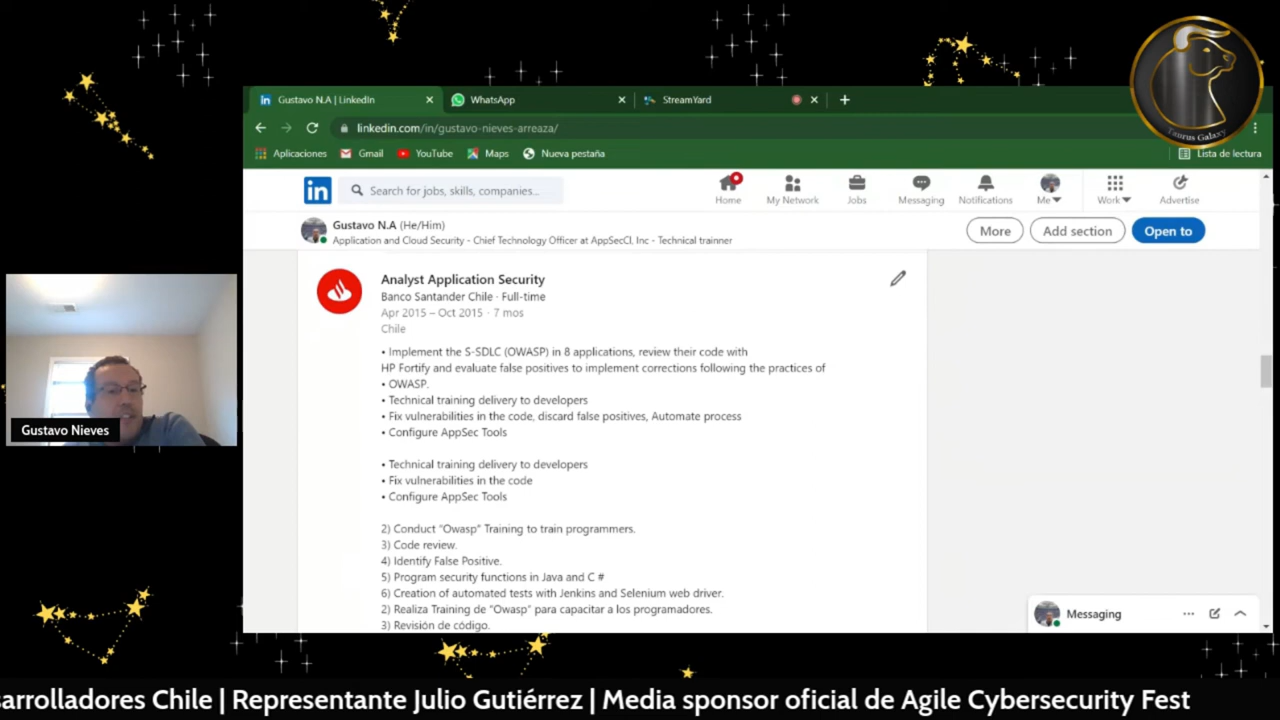 Taurus Galaxy
Gustavo N.A | LinkedIn
WhatsApp
StreamYard
linkedin.com/in/gustavo-nieves-arreaza/
Aplicaciones
Gmail
YouTube
Maps
Nueva pestaña
Lista de lectura
in
Search for jobs, skills, companies...
Home
My Network
Jobs
Messaging
Notifications
Me
Work
Advertise
Gustavo N.A (He/Him)
Application and Cloud Security - Chief Technology Officer at AppSecCl, Inc - Technical trainner
More
Add section
Open to
Analyst Application Security
Banco Santander Chile · Full-time
Apr 2015 – Oct 2015 · 7 mos
Chile
• Implement the S-SDLC (OWASP) in 8 applications, review their code with
HP Fortify and evaluate false positives to implement corrections following the practices of
• OWASP.
• Technical training delivery to developers
• Fix vulnerabilities in the code, discard false positives, Automate process
• Configure AppSec Tools
• Technical training delivery to developers
• Fix vulnerabilities in the code
• Configure AppSec Tools
2) Conduct "Owasp" Training to train programmers.
3) Code review.
4) Identify False Positive.
5) Program security functions in Java and C #
6) Creation of automated tests with Jenkins and Selenium web driver.
2) Realiza Training de "Owasp" para capacitar a los programadores.
3) Revisión de código.
Messaging
Gustavo Nieves
sarrolladores Chile | Representante Julio Gutiérrez | Media sponsor oficial de Agile Cybersecurity Fest